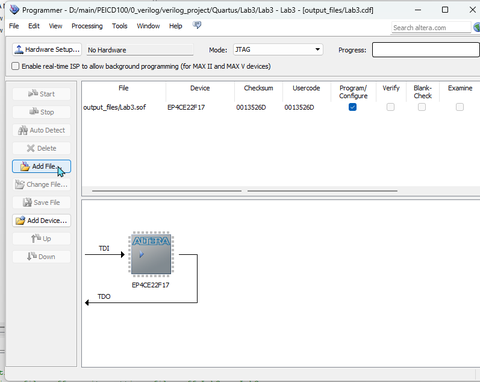 Programmer - D:/main/PEICD100/0_verilog/verilog_project/Quartus/Lab3/Lab3 - Lab3 - [output_files/Lab3.cdf]
File Edit View Processing Tools Window Help
Search altera.com
Hardware Setup... No Hardware Mode: JTAG Progress:
Enable real-time ISP to allow background programming (for MAX II and MAX V devices)
Start
Stop
Auto Detect
Delete
Add File...
Change File...
Save File
Add Device...
Up
Down
File Device Checksum Usercode Program/Configure Verify Blank-Check Examine
output_files/Lab3.sof EP4CE22F17 0013526D 0013526D
TDI
ALTERA
EP4CE22F17
TDO